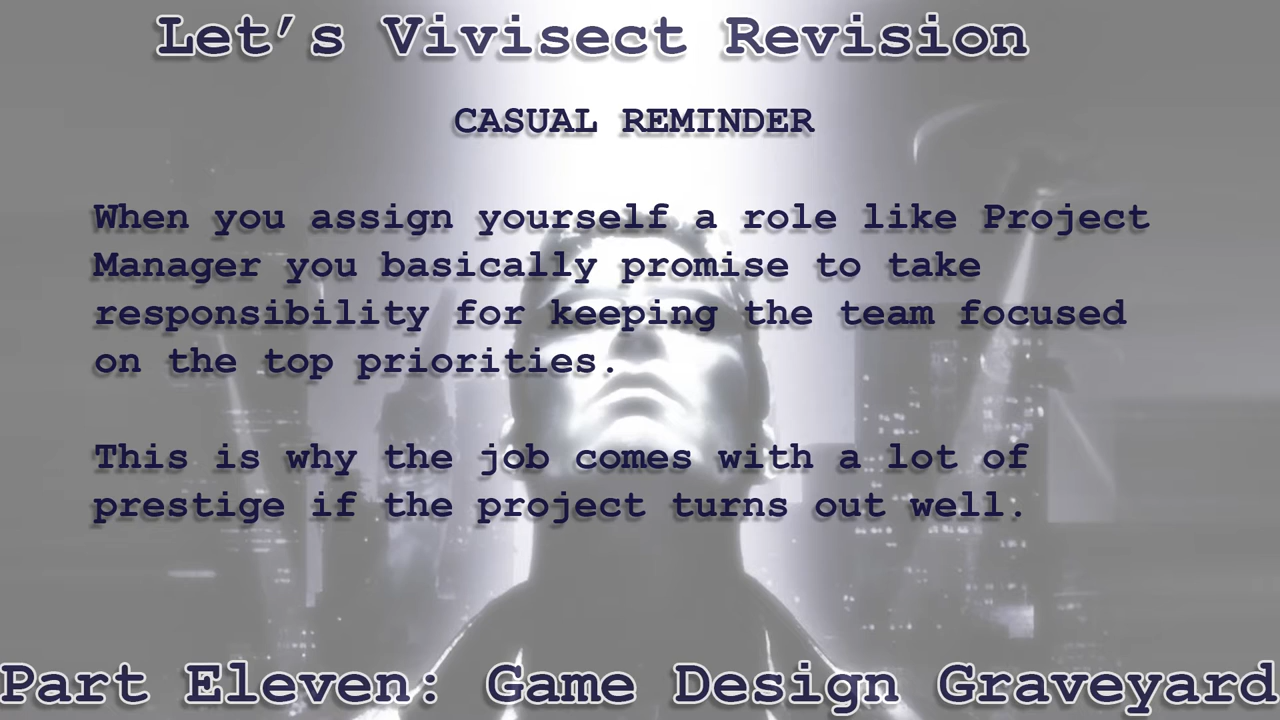 Let's Vivisect Revision
CASUAL REMINDER
When you assign yourself a role like Project
Manager you basically promise to take
responsibility for keeping the team focused
on the top priorities.
This is why the job comes with a lot of
prestige if the project turns out well.
Part Eleven: Game Design Graveyard